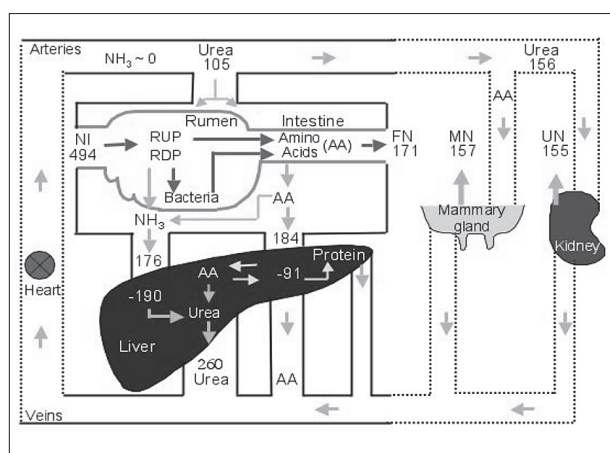 Arteries
NH₃~ 0
Urea
105
Urea
156
AA
Rumen
Intestine
NI
494
RUP
RDP
Amino
Acids
(AA)
FN
171
MN
157
UN
155
Bacteria
NH₃
AA
Mammary
gland
Kidney
176
184
Protein
Heart
AA
-91
-190
Urea
Liver
260
Urea
AA
Veins